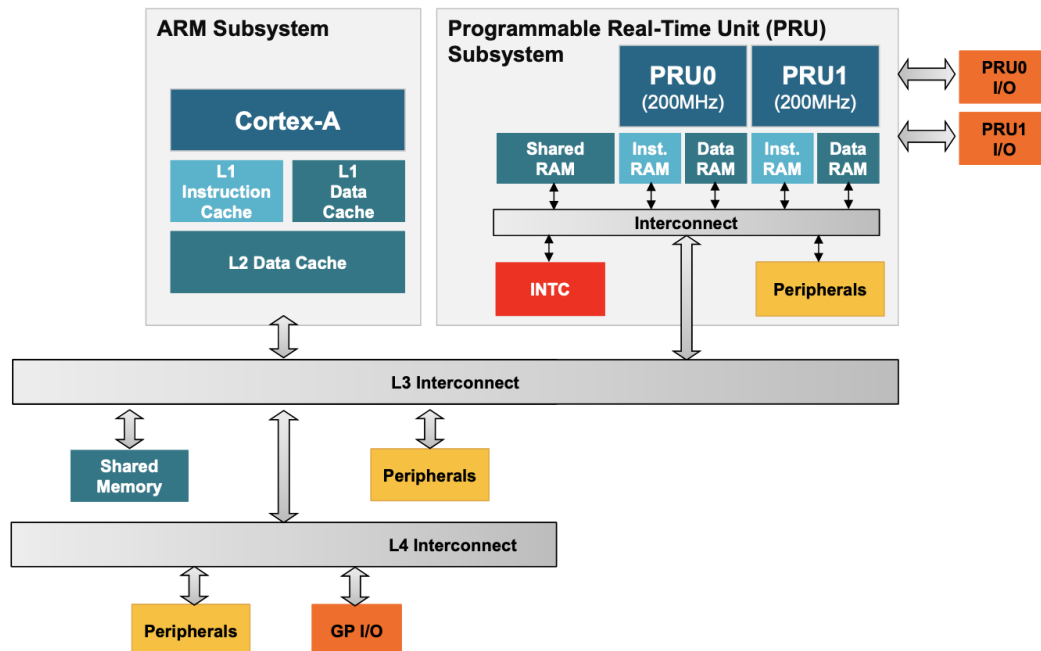 ARM Subsystem
Programmable Real-Time Unit (PRU)
Subsystem
Cortex-A
L1
Instruction
Cache
L1
Data
Cache
L2 Data Cache
PRU0
(200MHz)
PRU1
(200MHz)
PRU0
I/O
PRU1
I/O
Shared
RAM
Inst.
RAM
Data
RAM
Inst.
RAM
Data
RAM
Interconnect
INTC
Peripherals
L3 Interconnect
Shared
Memory
Peripherals
L4 Interconnect
Peripherals
GP I/O